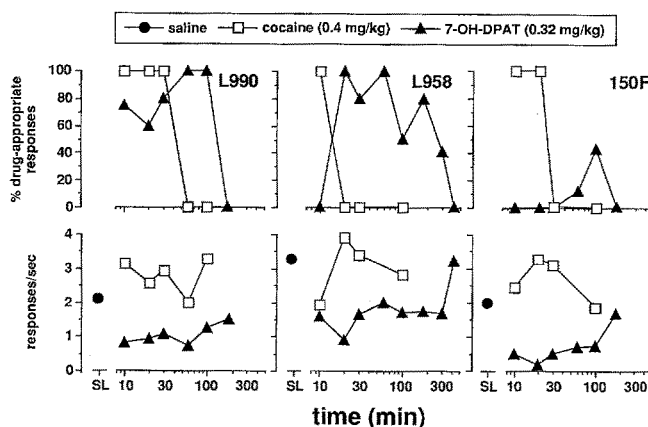 saline cocaine (0.4 mg/kg) 7-OH-DPAT (0.32 mg/kg)
% drug-appropriate
responses
100
80
60
40
20
0
L990
L958
150F
responses/sec
4
3
2
1
0
SL 10 30 100 300
SL 10 30 100 300
SL 10 30 100 300
time (min)